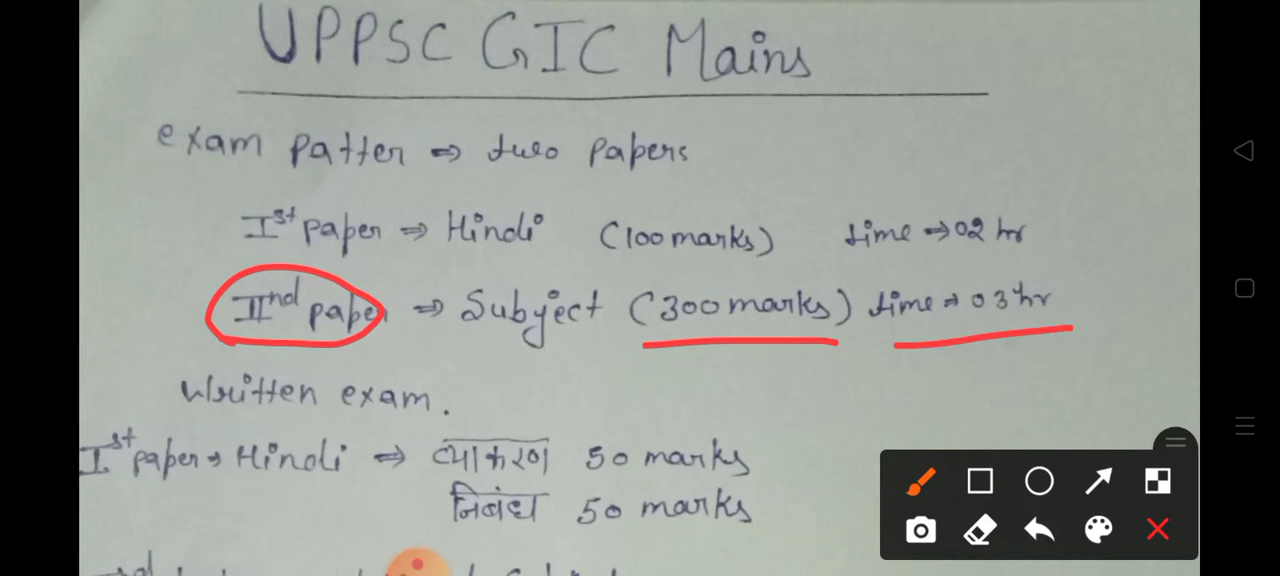 UPPSC GIC Mains
exam patter ⇒ two papers
Ist paper ⇒ Hindi (100 marks) time ⇒ 02 hr
IInd paper ⇒ Subject (300 marks) time ⇒ 03 hr
Written exam.
Ist paper ⇒ Hindi ⇒ व्याकरण 50 marks
निबंध 50 marks